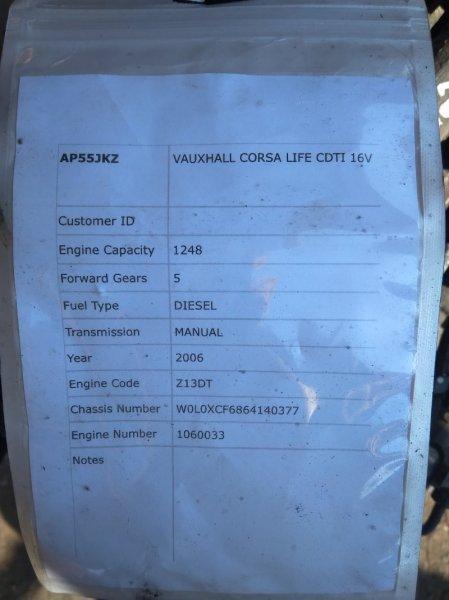 AP55JKZ VAUXHALL CORSA LIFE CDTI 16V
Customer ID
Engine Capacity 1248
Forward Gears 5
Fuel Type DIESEL
Transmission MANUAL
Year 2006
Engine Code Z13DT
Chassis Number W0L0XCF6864140377
Engine Number 1060033
Notes